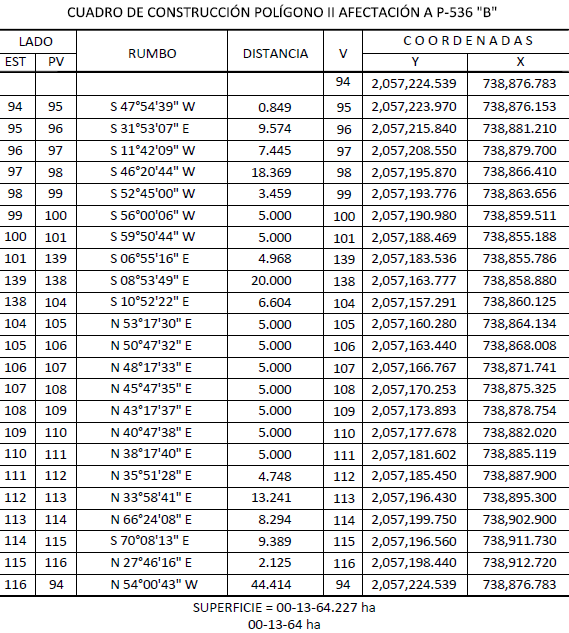 CUADRO DE CONSTRUCCIÓN POLÍGONO II AFECTACIÓN A P-536 "B"
LADO RUMBO DISTANCIA V COORDENADAS
EST PV Y X
94 2,057,224.539 738,876.783
94 95 S 47°54'39" W 0.849 95 2,057,223.970 738,876.153
95 96 S 31°53'07" E 9.574 96 2,057,215.840 738,881.210
96 97 S 11°42'09" W 7.445 97 2,057,208.550 738,879.700
97 98 S 46°20'44" W 18.369 98 2,057,195.870 738,866.410
98 99 S 52°45'00" W 3.459 99 2,057,193.776 738,863.656
99 100 S 56°00'06" W 5.000 100 2,057,190.980 738,859.511
100 101 S 59°50'44" W 5.000 101 2,057,188.469 738,855.188
101 139 S 06°55'16" E 4.968 139 2,057,183.536 738,855.786
139 138 S 08°53'49" E 20.000 138 2,057,163.777 738,858.880
138 104 S 10°52'22" E 6.604 104 2,057,157.291 738,860.125
104 105 N 53°17'30" E 5.000 105 2,057,160.280 738,864.134
105 106 N 50°47'32" E 5.000 106 2,057,163.440 738,868.008
106 107 N 48°17'33" E 5.000 107 2,057,166.767 738,871.741
107 108 N 45°47'35" E 5.000 108 2,057,170.253 738,875.325
108 109 N 43°17'37" E 5.000 109 2,057,173.893 738,878.754
109 110 N 40°47'38" E 5.000 110 2,057,177.678 738,882.020
110 111 N 38°17'40" E 5.000 111 2,057,181.602 738,885.119
111 112 N 35°51'28" E 4.748 112 2,057,185.450 738,887.900
112 113 N 33°58'41" E 13.241 113 2,057,196.430 738,895.300
113 114 N 66°24'08" E 8.294 114 2,057,199.750 738,902.900
114 115 S 70°08'13" E 9.389 115 2,057,196.560 738,911.730
115 116 N 27°46'16" E 2.125 116 2,057,198.440 738,912.720
116 94 N 54°00'43" W 44.414 94 2,057,224.539 738,876.783
SUPERFICIE = 00-13-64.227 ha
00-13-64 ha